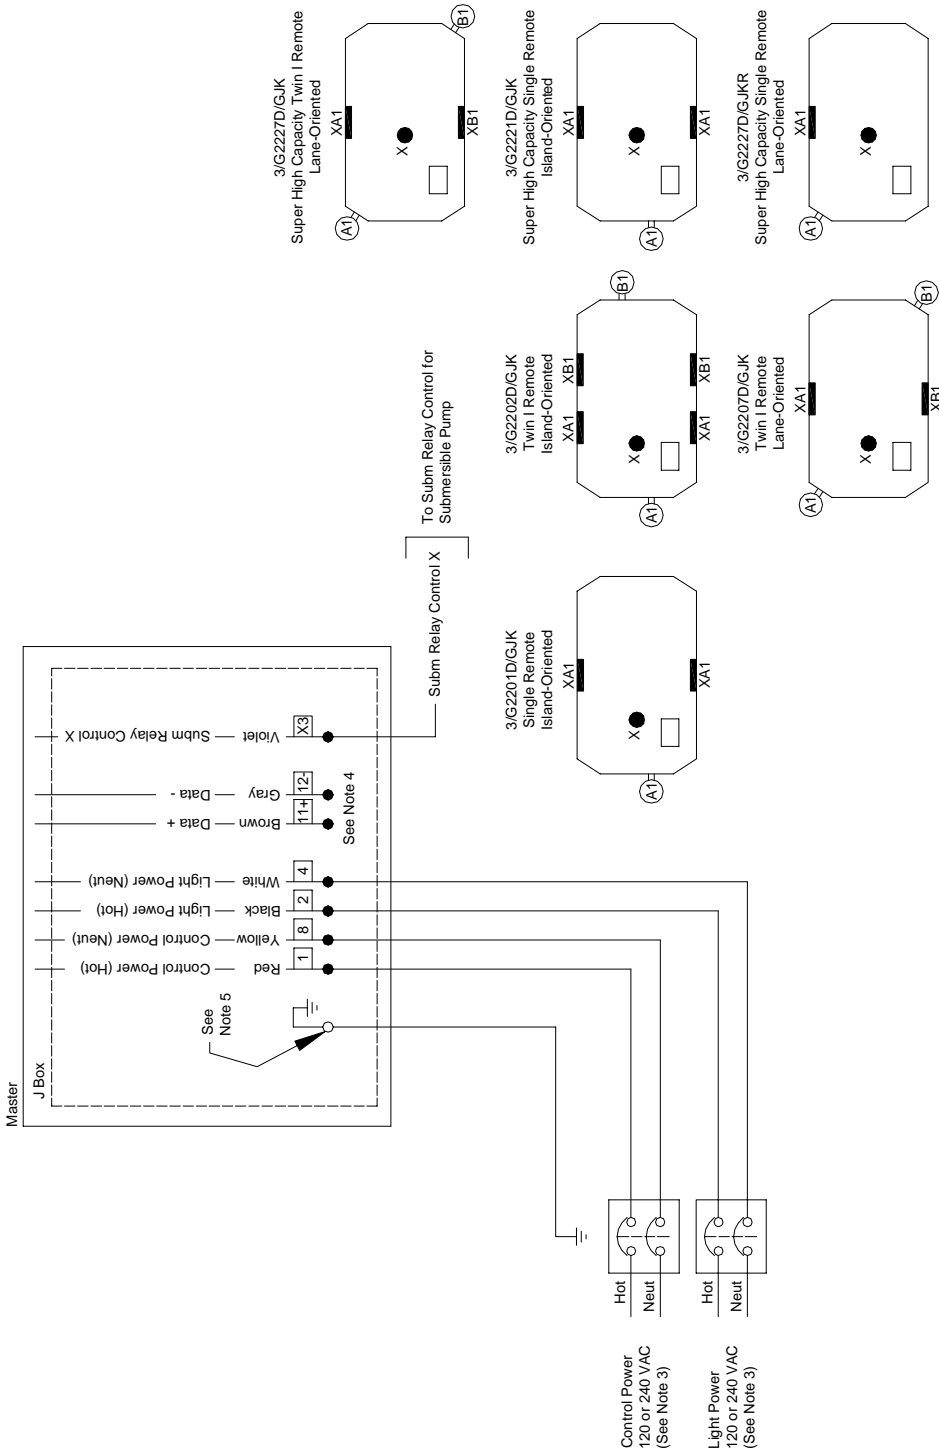 Master
J Box
See
Note 5
Red
Control Power (Hot)
1
Yellow
Control Power (Neut)
8
Black
Light Power (Hot)
2
White
Light Power (Neut)
4
Brown
Data +
11+
Gray
Data -
12-
See Note 4
Violet
Subm Relay Control X
X3
Subm Relay Control X
To Subm Relay Control for
Submersible Pump
Control Power
120 or 240 VAC
(See Note 3)
Hot
Neut
Light Power
120 or 240 VAC
(See Note 3)
Hot
Neut
3/G2201D/GJK
Single Remote
Island-Oriented
XA1
X
A1
XA1
3/G2202D/GJK
Twin I Remote
Island-Oriented
XA1
XB1
X
A1
B1
XA1
XB1
3/G2207D/GJK
Twin I Remote
Lane-Oriented
XA1
X
A1
B1
XB1
3/G2227D/GJK
Super High Capacity Twin I Remote
Lane-Oriented
XA1
X
A1
B1
XB1
3/G2221D/GJK
Super High Capacity Single Remote
Island-Oriented
XA1
X
A1
XA1
3/G2227D/GJKR
Super High Capacity Single Remote
Lane-Oriented
XA1
X
A1